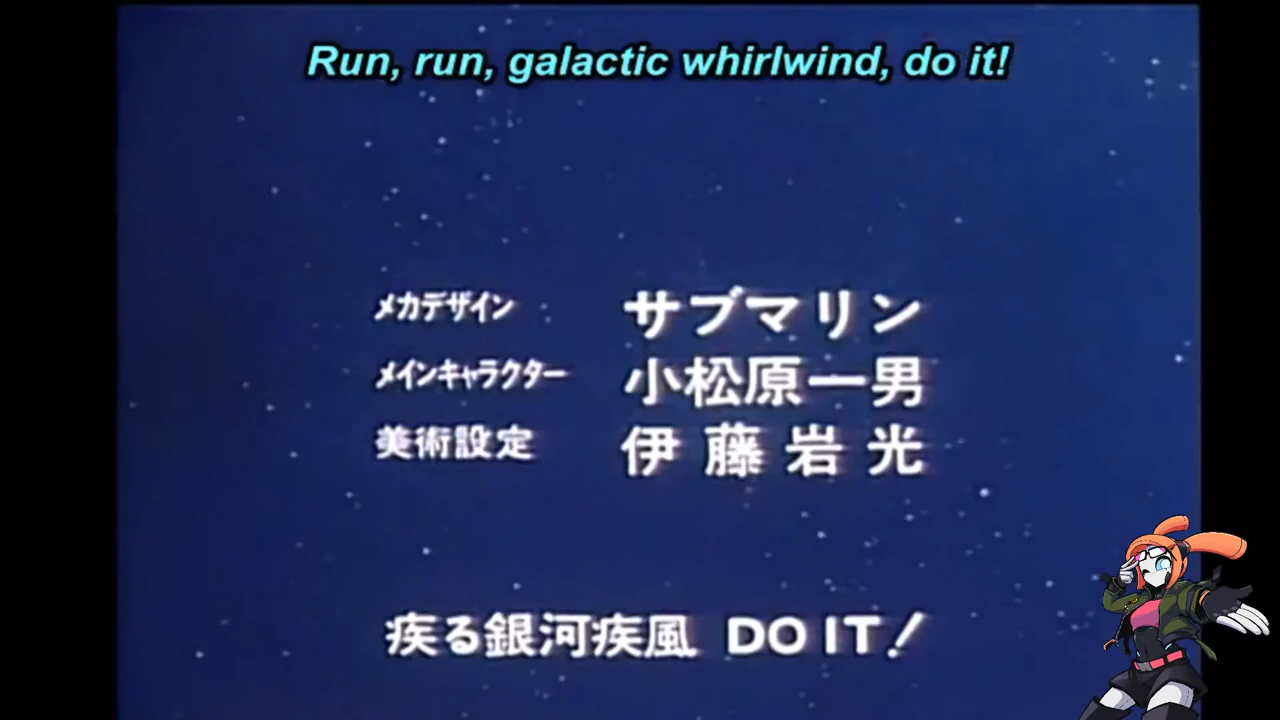 Run, run, galactic whirlwind, do it!
メカデザイン サブマリン
メインキャラクター 小松原一男
美術設定 伊藤岩光
疾る銀河疾風 DO IT!